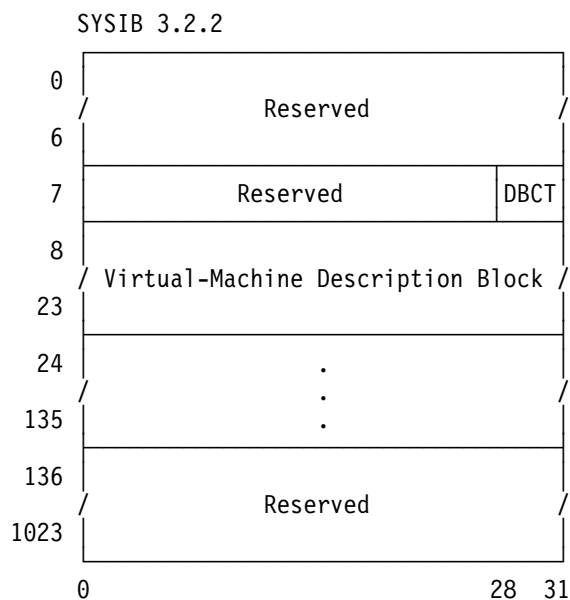 SYSIB 3.2.2
0
Reserved
6
7 Reserved DBCT
8
Virtual-Machine Description Block
23
24
.
.
135 .
136
Reserved
1023
0 28 31